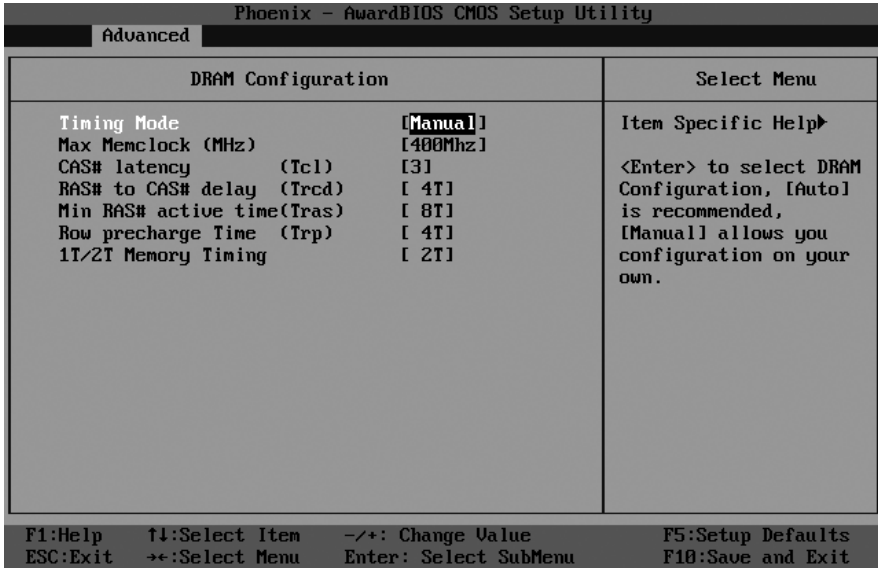 Phoenix - AwardBIOS CMOS Setup Utility
Advanced
DRAM Configuration
Select Menu
Timing Mode [Manual]
Max Memclock (MHz) [400Mhz]
CAS# latency (Tcl) [3]
RAS# to CAS# delay (Trcd) [ 4T]
Min RAS# active time(Tras) [ 8T]
Row precharge Time (Trp) [ 4T]
1T/2T Memory Timing [ 2T]
Item Specific Help▶
<Enter> to select DRAM
Configuration, [Auto]
is recommended,
[Manual] allows you
configuration on your
own.
F1:Help ↑↓:Select Item -/+: Change Value F5:Setup Defaults
ESC:Exit →←:Select Menu Enter: Select SubMenu F10:Save and Exit